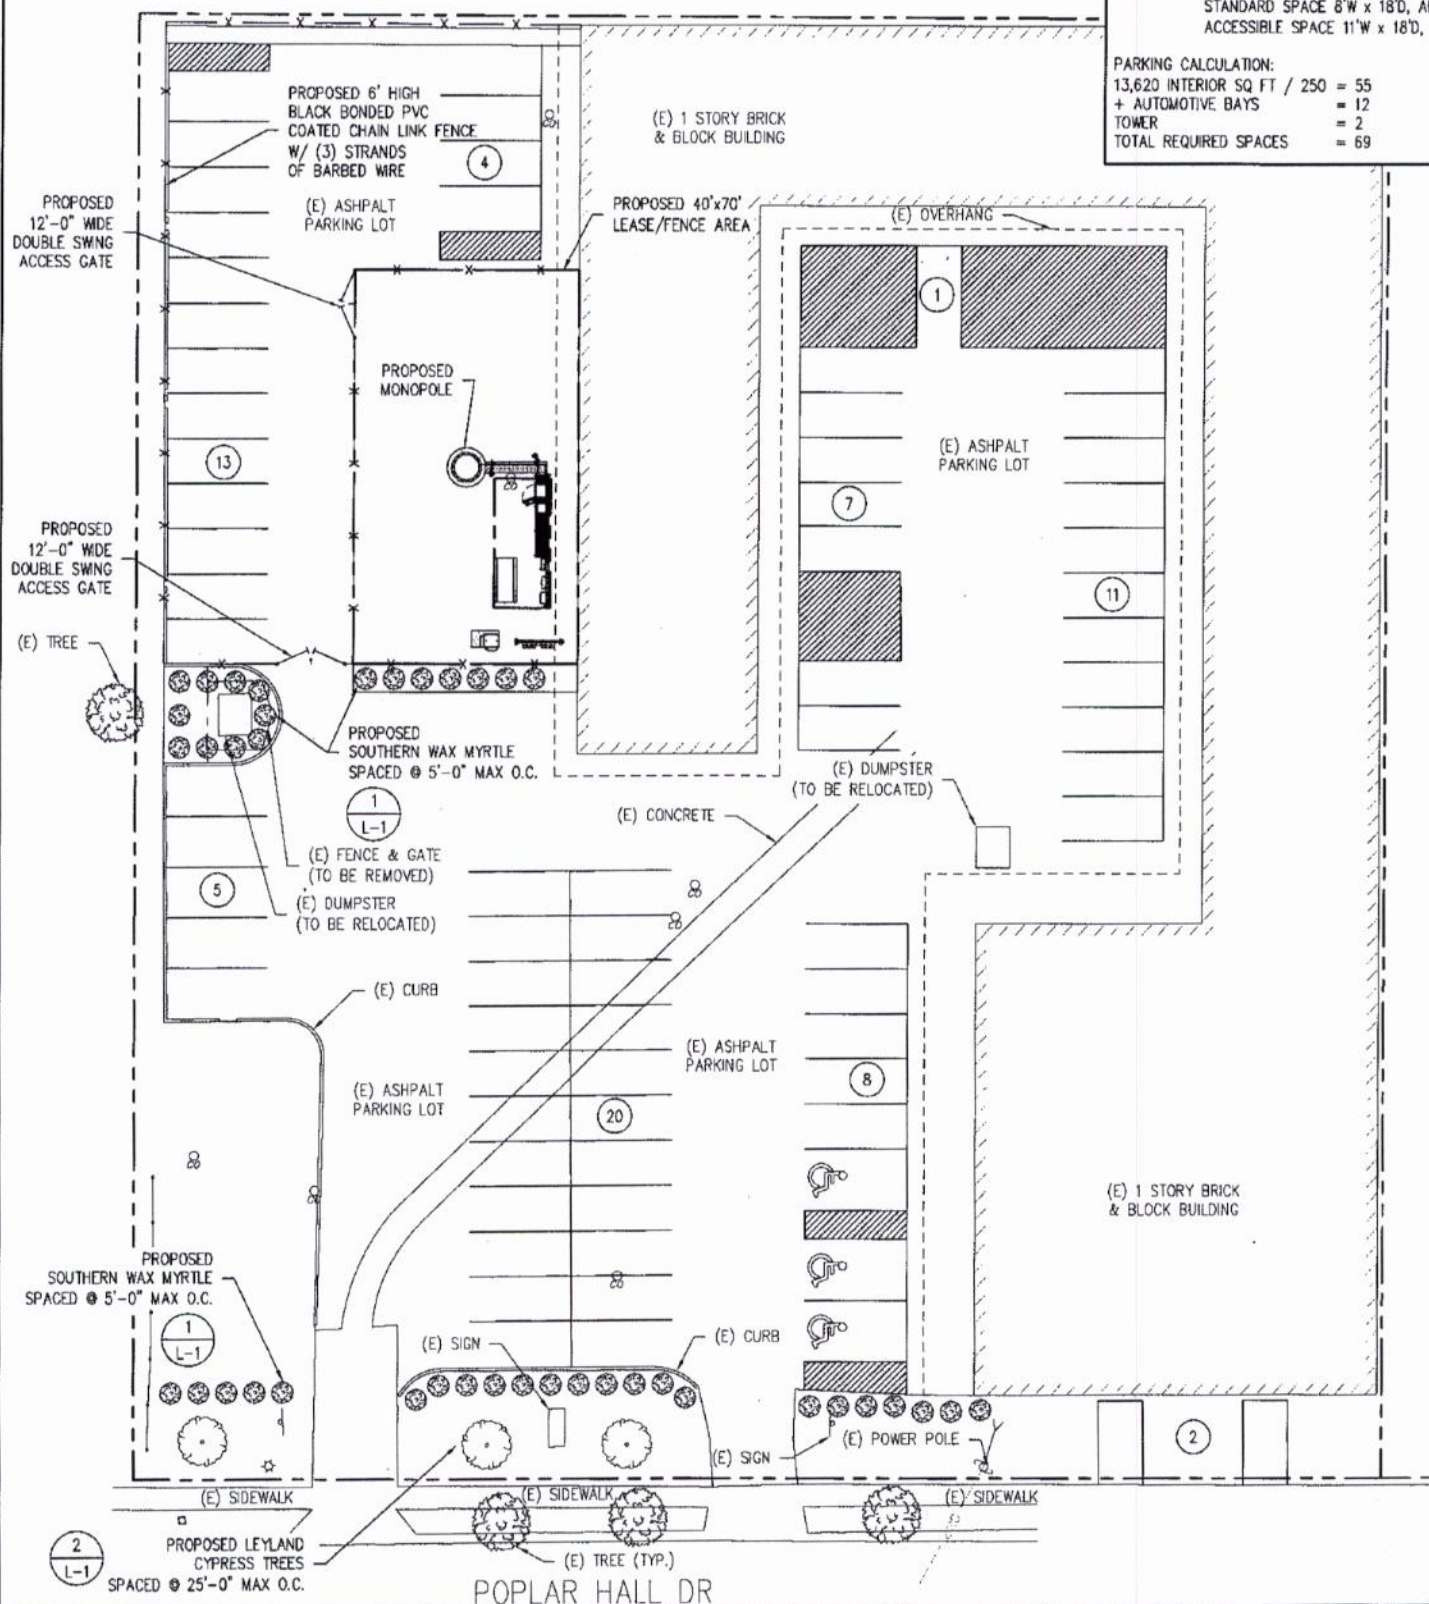 STANDARD SPACE 8'W x 18'D,
ACCESSIBLE SPACE 11'W x 18'D,
PARKING CALCULATION:
13,620 INTERIOR SQ FT / 250 = 55
+ AUTOMOTIVE BAYS = 12
TOWER = 2
TOTAL REQUIRED SPACES = 69
PROPOSED 6' HIGH
BLACK BONDED PVC
COATED CHAIN LINK FENCE
W/ (3) STRANDS
OF BARBED WIRE
4
(E) 1 STORY BRICK
& BLOCK BUILDING
PROPOSED
12'-0" WIDE
DOUBLE SWING
ACCESS GATE
(E) ASHPALT
PARKING LOT
PROPOSED 40'x70'
LEASE/FENCE AREA
(E) OVERHANG
1
PROPOSED
MONOPOLE
13
(E) ASHPALT
PARKING LOT
7
11
PROPOSED
12'-0" WIDE
DOUBLE SWING
ACCESS GATE
(E) TREE
PROPOSED
SOUTHERN WAX MYRTLE
SPACED @ 5'-0" MAX O.C.
1
L-1
(E) DUMPSTER
(TO BE RELOCATED)
(E) CONCRETE
(E) FENCE & GATE
(TO BE REMOVED)
5
(E) DUMPSTER
(TO BE RELOCATED)
(E) CURB
(E) ASHPALT
PARKING LOT
(E) ASHPALT
PARKING LOT
8
20
(E) 1 STORY BRICK
& BLOCK BUILDING
PROPOSED
SOUTHERN WAX MYRTLE
SPACED @ 5'-0" MAX O.C.
1
L-1
(E) SIGN
(E) CURB
(E) SIGN
(E) POWER POLE
2
(E) SIDEWALK
(E) SIDEWALK
(E) SIDEWALK
2
L-1
PROPOSED LEYLAND
CYPRESS TREES
SPACED @ 25'-0" MAX O.C.
(E) TREE (TYP.)
POPLAR HALL DR